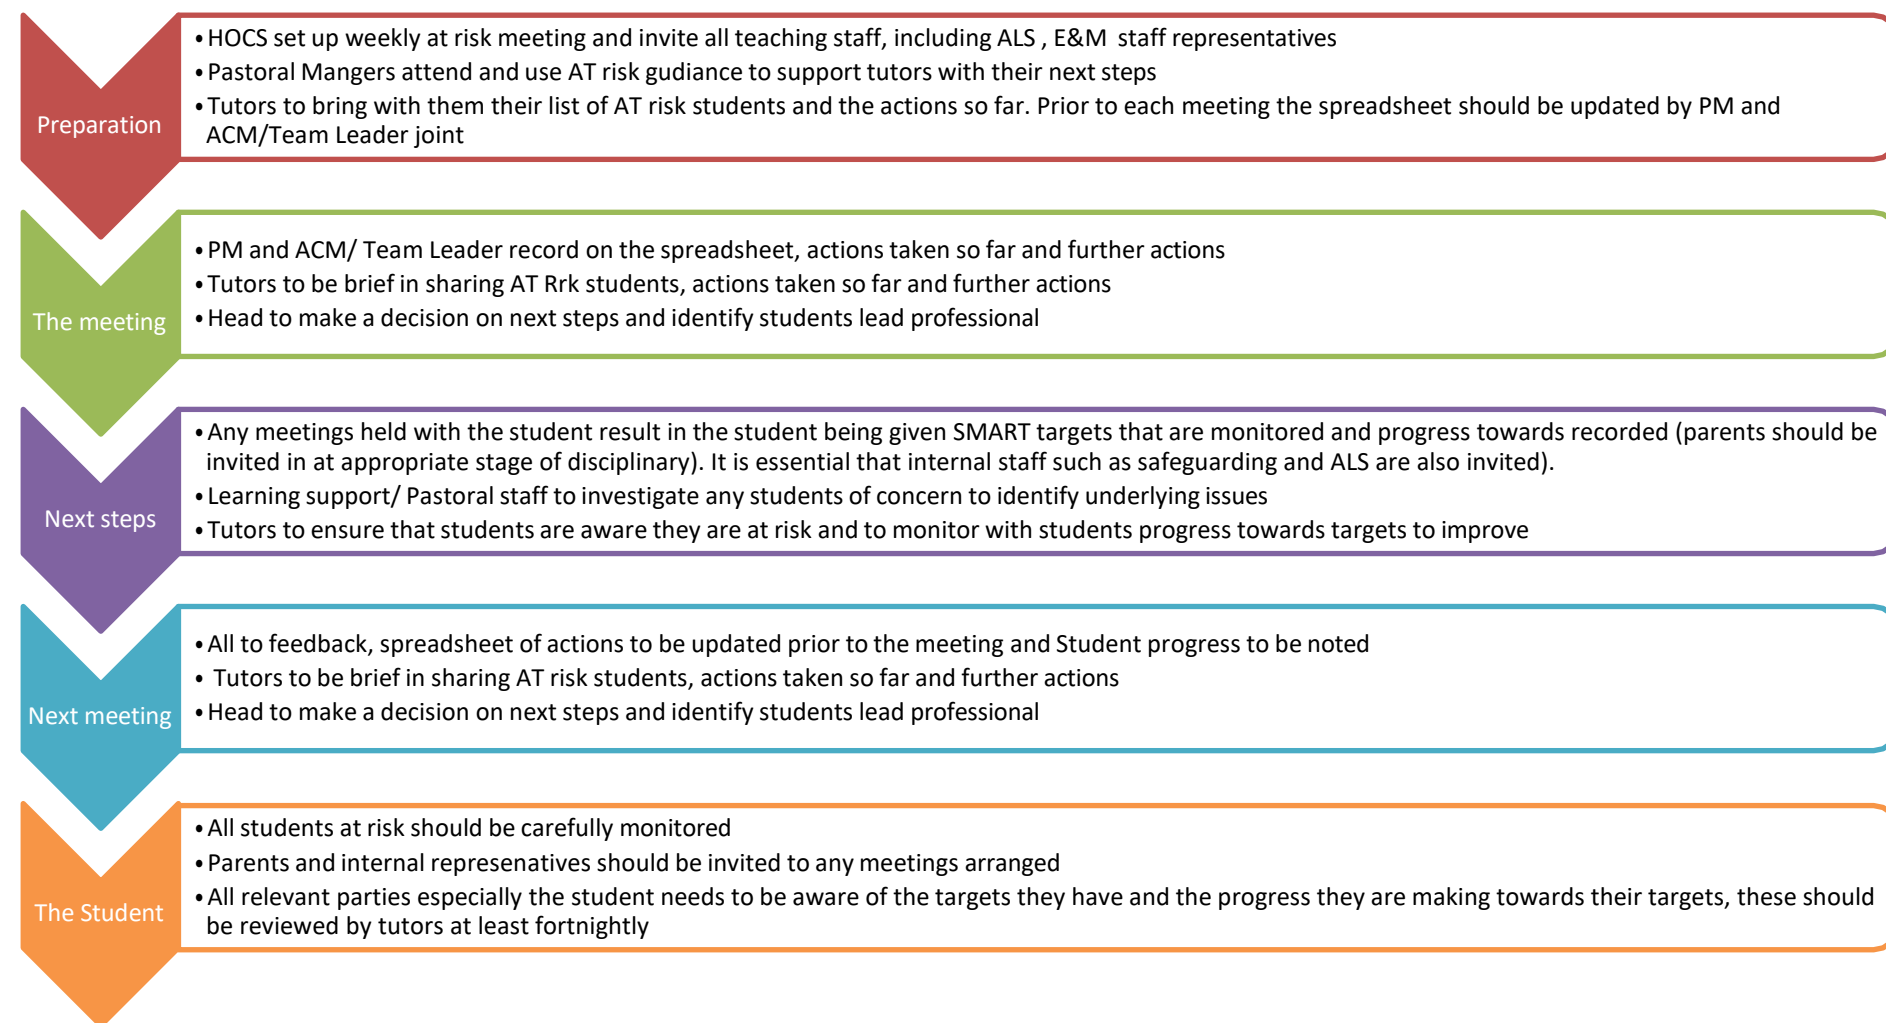 Preparation
•HOCS set up weekly at risk meeting and invite all teaching staff, including ALS , E&M staff representatives
•Pastoral Mangers attend and use AT risk gudiance to support tutors with their next steps
•Tutors to bring with them their list of AT risk students and the actions so far. Prior to each meeting the spreadsheet should be updated by PM and
ACM/Team Leader joint
The meeting
•PM and ACM/ Team Leader record on the spreadsheet, actions taken so far and further actions
•Tutors to be brief in sharing AT Rrk students, actions taken so far and further actions
•Head to make a decision on next steps and identify students lead professional
Next steps
•Any meetings held with the student result in the student being given SMART targets that are monitored and progress towards recorded (parents should be
invited in at appropriate stage of disciplinary). It is essential that internal staff such as safeguarding and ALS are also invited).
•Learning support/ Pastoral staff to investigate any students of concern to identify underlying issues
•Tutors to ensure that students are aware they are at risk and to monitor with students progress towards targets to improve
Next meeting
•All to feedback, spreadsheet of actions to be updated prior to the meeting and Student progress to be noted
• Tutors to be brief in sharing AT risk students, actions taken so far and further actions
•Head to make a decision on next steps and identify students lead professional
The Student
•All students at risk should be carefully monitored
•Parents and internal represenatives should be invited to any meetings arranged
•All relevant parties especially the student needs to be aware of the targets they have and the progress they are making towards their targets, these should
be reviewed by tutors at least fortnightly